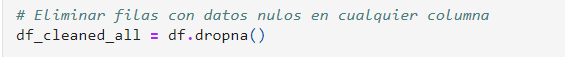 # Eliminar filas con datos nulos en cualquier columna
df_cleaned_all = df.dropna()